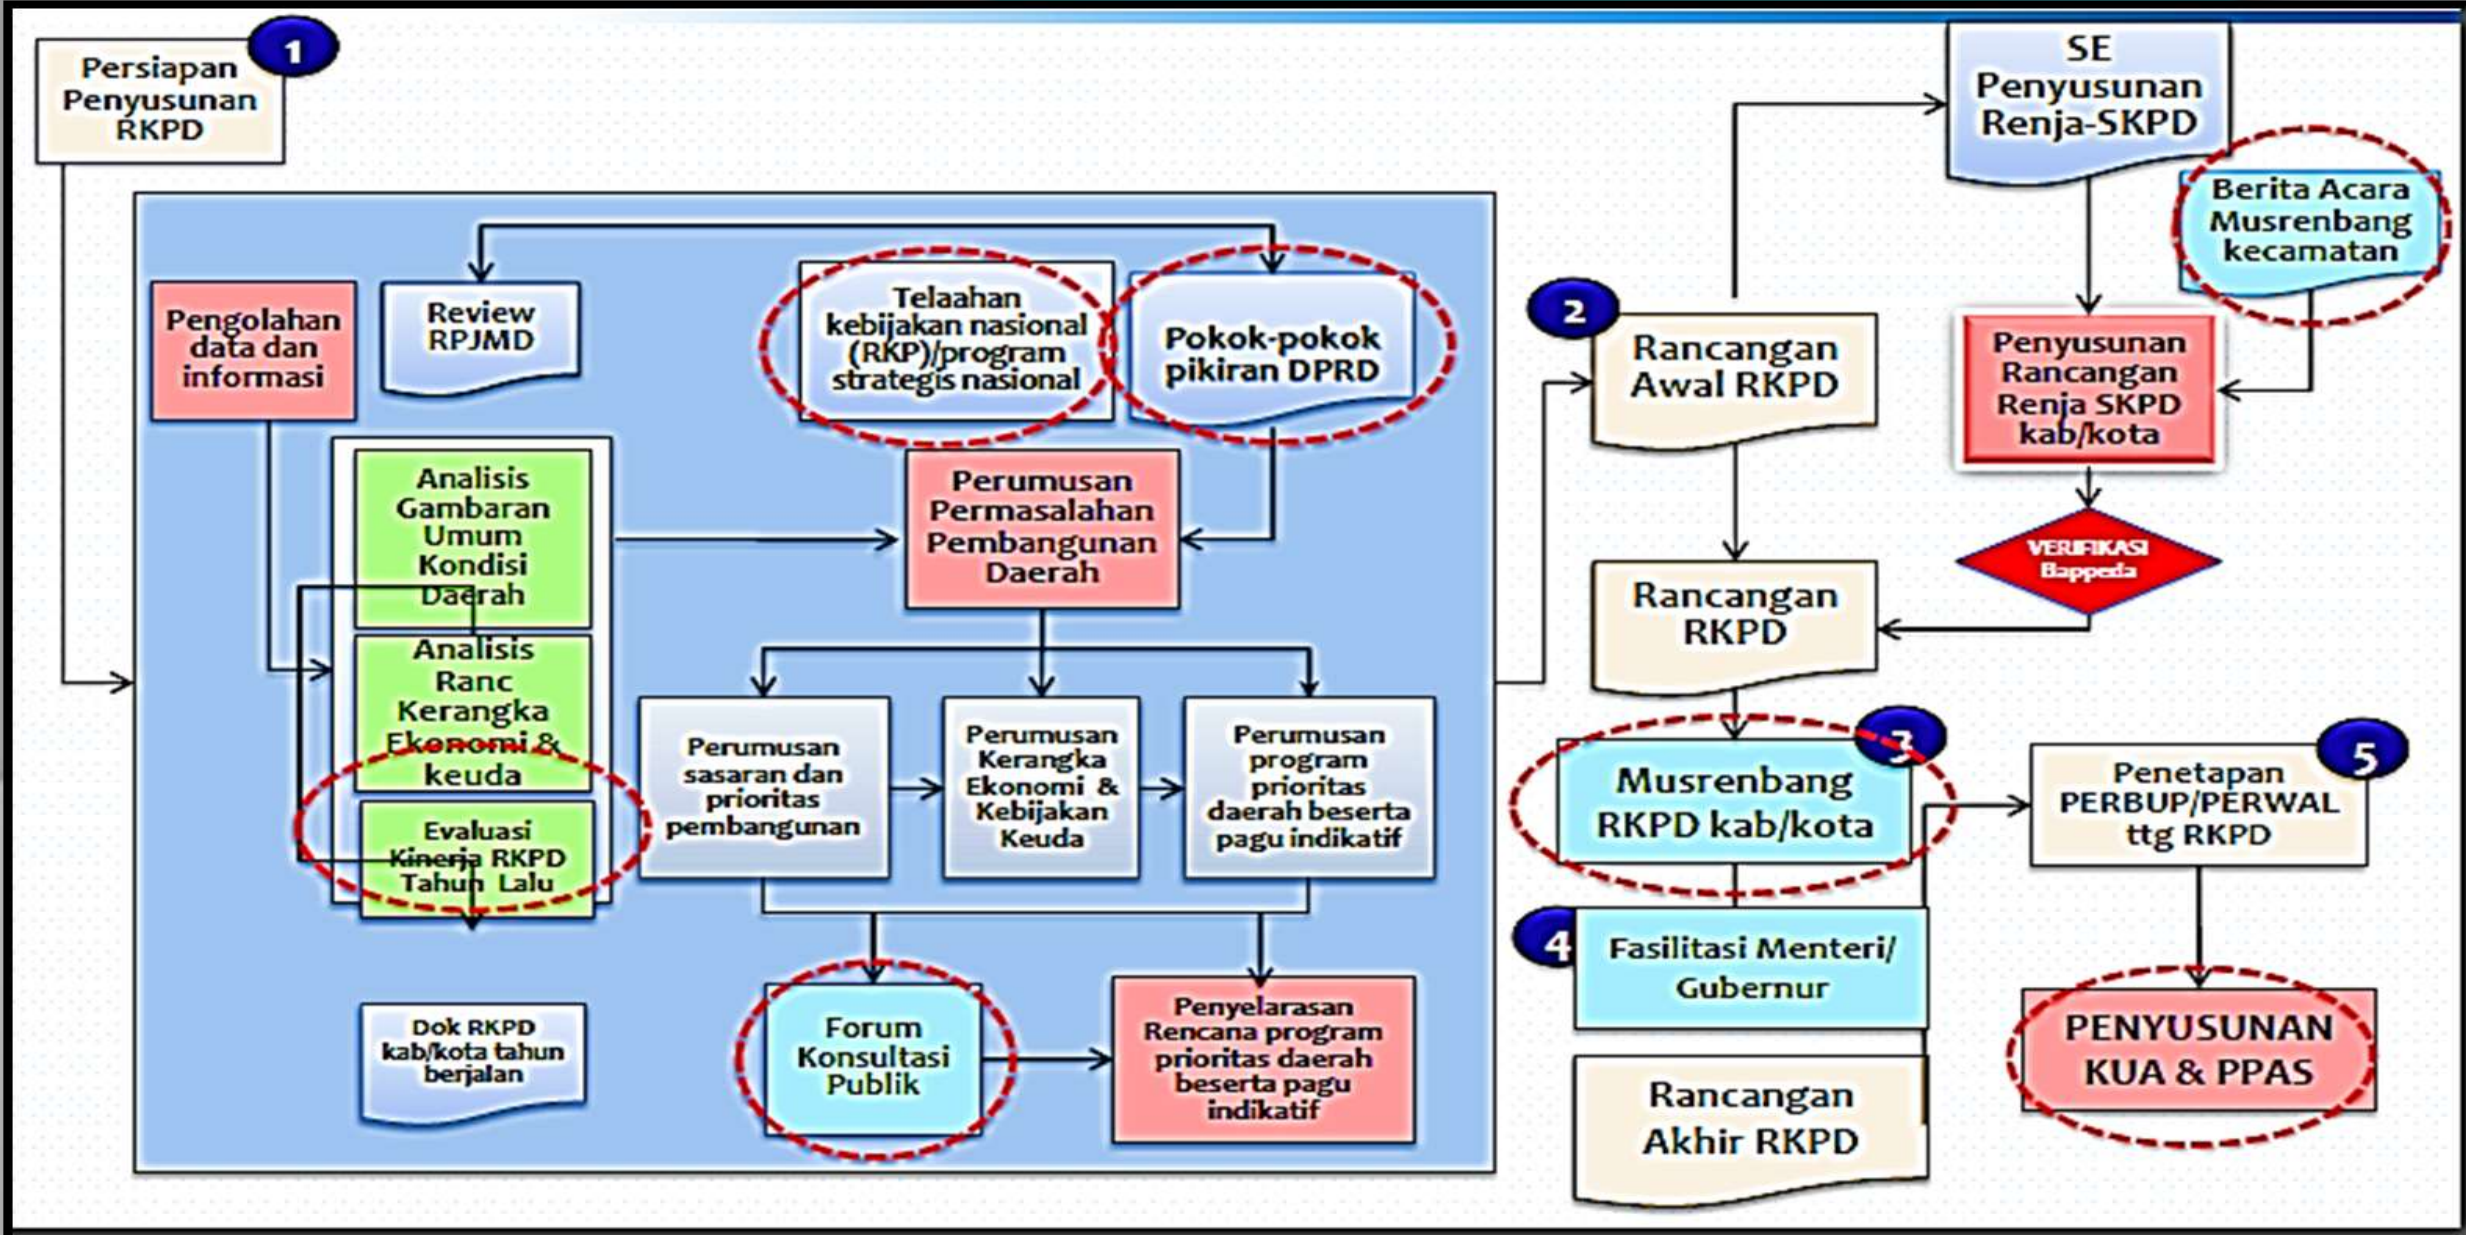 1
Persiapan
Penyusunan
RKPD
Pengolahan
data dan
informasi
Review
RPJMD
Telaahan
kebijakan nasional
(RKP)/program
strategis nasional
Pokok-pokok
pikiran DPRD
Analisis
Gambaran
Umum
Kondisi
Daerah
Analisis
Ranc
Kerangka
Ekonomi &
keuda
Evaluasi
Kinerja RKPD
Tahun Lalu
Dok RKPD
kab/kota tahun
berjalan
Perumusan
Permasalahan
Pembangunan
Daerah
Perumusan
sasaran dan
prioritas
pembangunan
Perumusan
Kerangka
Ekonomi &
Kebijakan
Keuda
Perumusan
program
prioritas
daerah beserta
pagu indikatif
Forum
Konsultasi
Publik
Penyelarasan
Rencana program
prioritas daerah
beserta pagu
indikatif
2
Rancangan
Awal RKPD
SE
Penyusunan
Renja-SKPD
Berita Acara
Musrenbang
kecamatan
Penyusunan
Rancangan
Renja SKPD
kab/kota
VERIFIKASI
Bappeda
Rancangan
RKPD
3
Musrenbang
RKPD kab/kota
4
Fasilitasi Menteri/
Gubernur
Rancangan
Akhir RKPD
5
Penetapan
PERBUP/PERWAL
ttg RKPD
PENYUSUNAN
KUA & PPAS